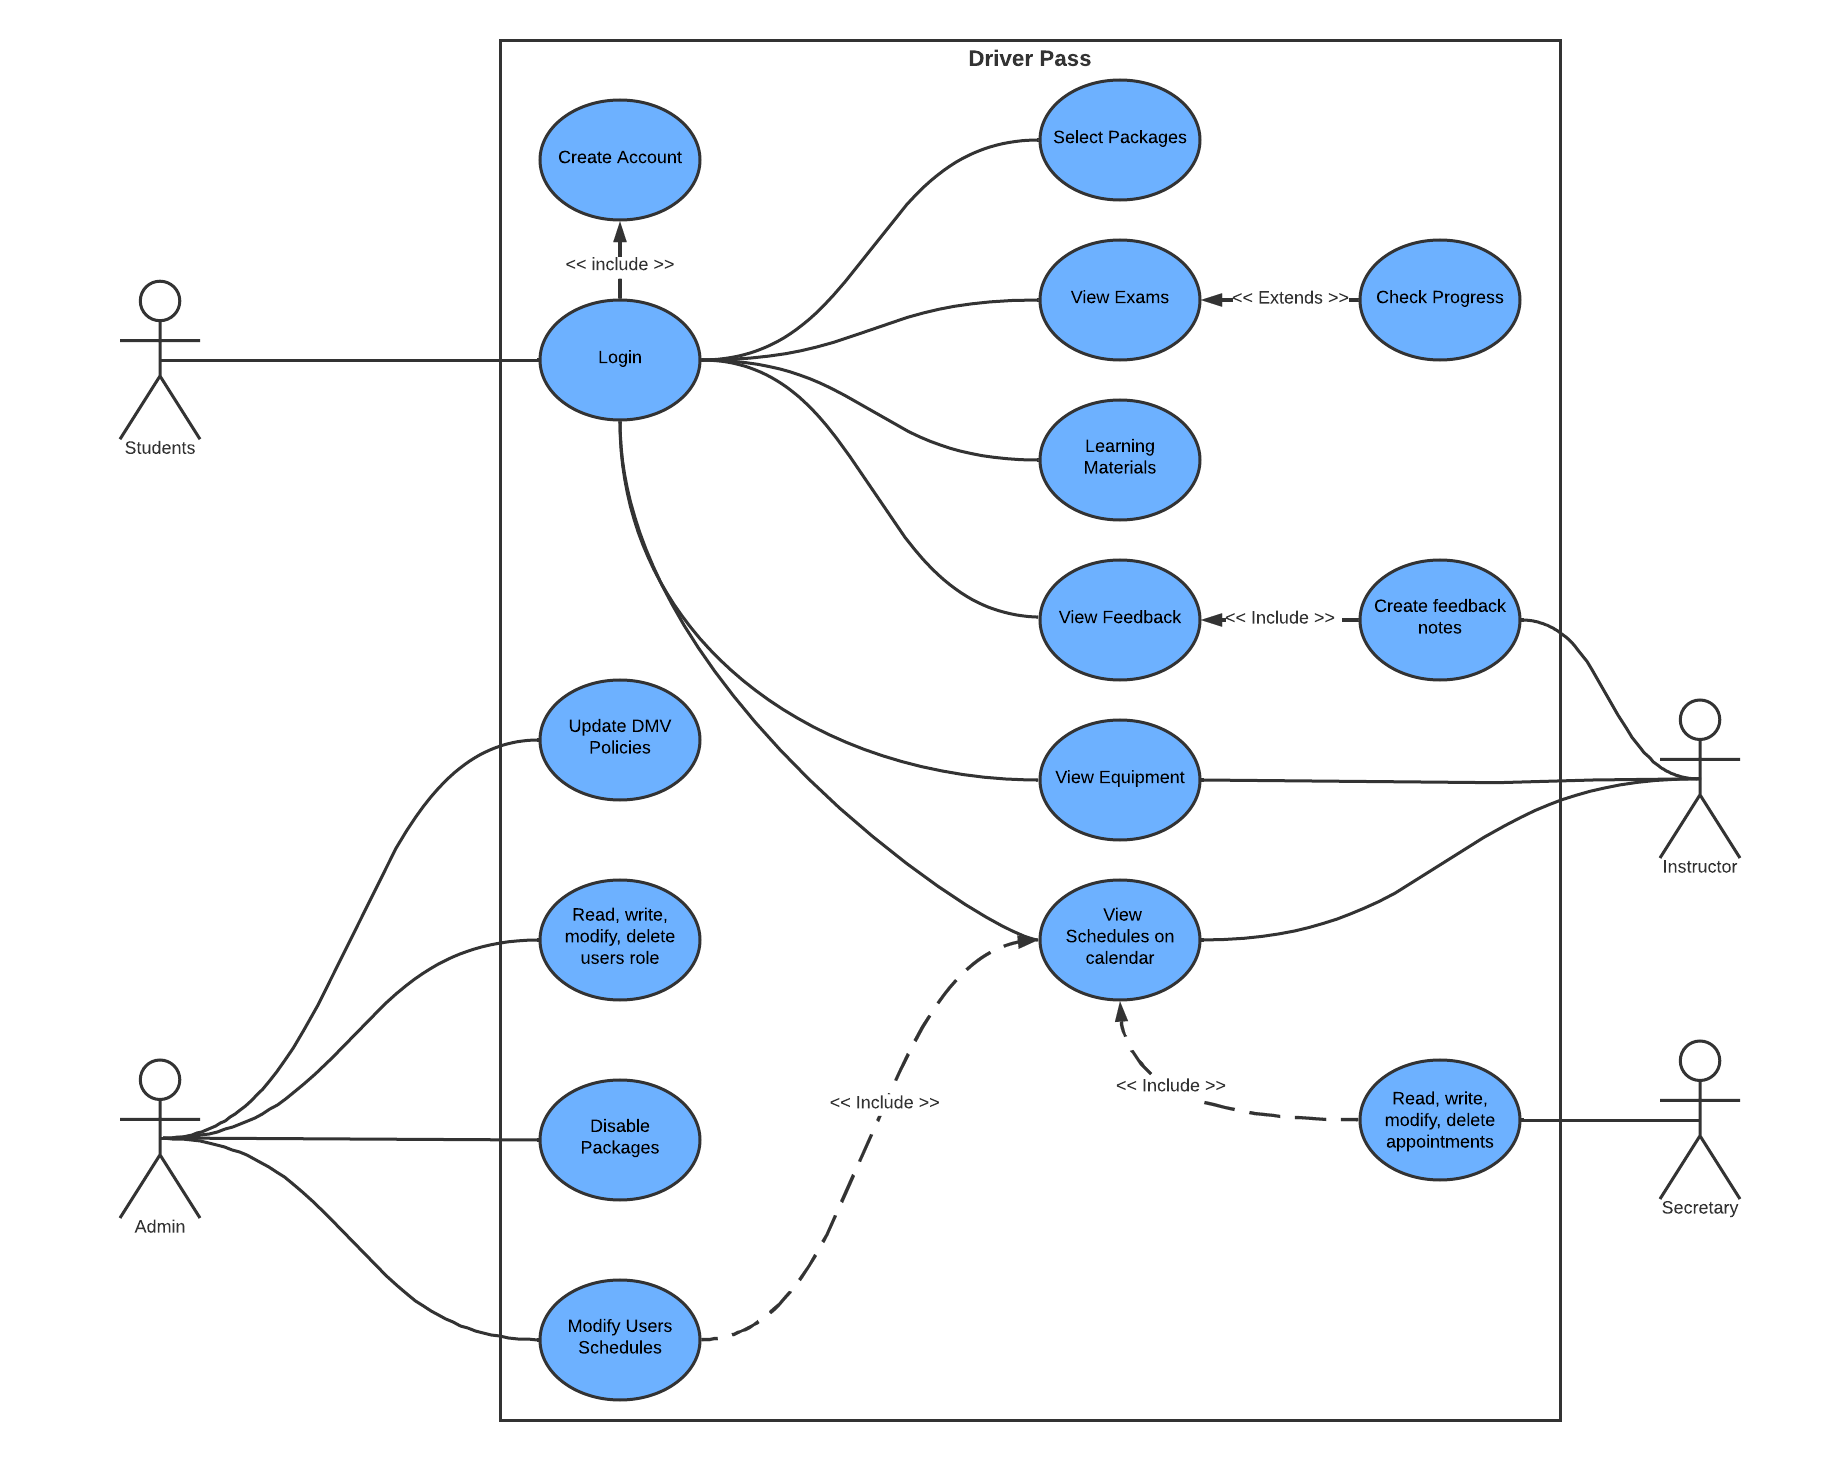 Driver Pass
Create Account
Select Packages
<< include >>
View Exams
<< Extends >>
Check Progress
Login
Students
Learning
Materials
View Feedback
<< Include >>
Create feedback
notes
Update DMV
Policies
View Equipment
Instructor
Read, write,
modify, delete
users role
View
Schedules on
calendar
<< Include >>
<< Include >>
Read, write,
modify, delete
appointments
Disable
Packages
Secretary
Admin
Modify Users
Schedules